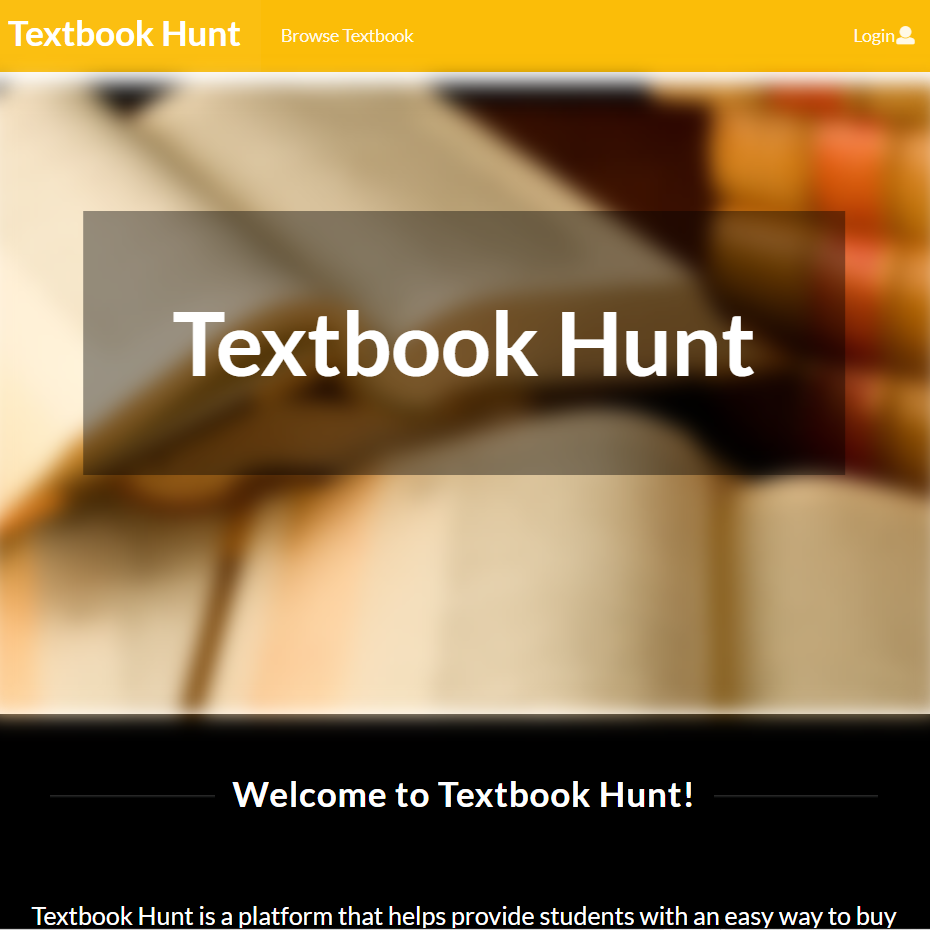 Textbook Hunt
Browse Textbook
Login
Textbook Hunt
Welcome to Textbook Hunt!
Textbook Hunt is a platform that helps provide students with an easy way to buy